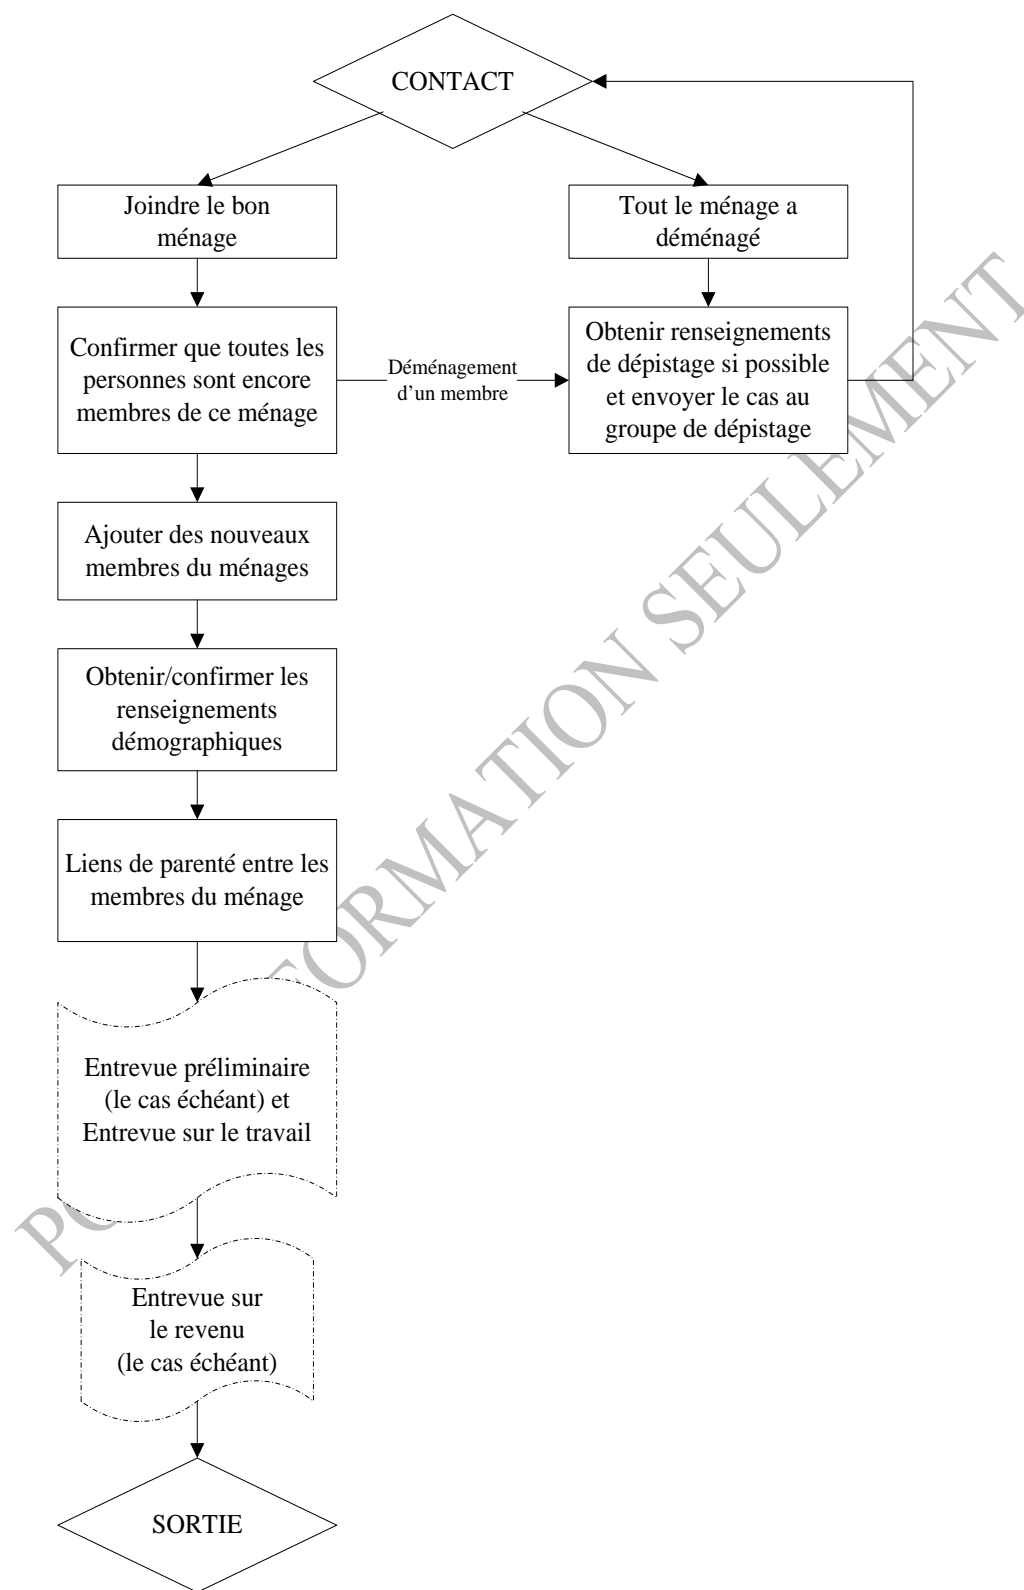 CONTACT
Joindre le bon
ménage
Tout le ménage a
déménagé
Confirmer que toutes les
personnes sont encore
membres de ce ménage
Déménagement
d'un membre
Obtenir renseignements
de dépistage si possible
et envoyer le cas au
groupe de dépistage
Ajouter des nouveaux
membres du ménages
Obtenir/confirmer les
renseignements
démographiques
Liens de parenté entre les
membres du ménage
Entrevue préliminaire
(le cas échéant) et
Entrevue sur le travail
Entrevue sur
le revenu
(le cas échéant)
SORTIE
FORMATION SEULEMENT